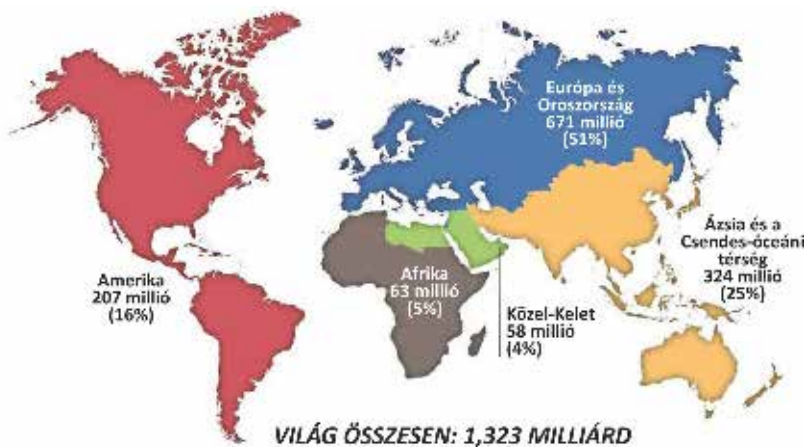 Európa és
Oroszország
671 millió
(51%)
Ázsia és a
Csendes-óceáni
térség
324 millió
(25%)
Amerika
207 millió
(16%)
Afrika
63 millió
(5%)
Közel-Kelet
58 millió
(4%)
VILÁG ÖSSZESEN: 1,323 MILLIÁRD